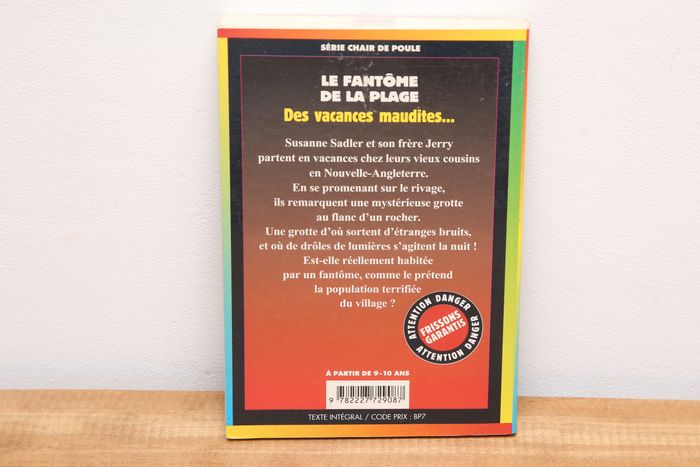 SÉRIE CHAIR DE POULE
LE FANTÔME
DE LA PLAGE
Des vacances maudites...
Susanne Sadler et son frère Jerry
partent en vacances chez leurs vieux cousins
en Nouvelle-Angleterre.
En se promenant sur le rivage,
ils remarquent une mystérieuse grotte
au flanc d'un rocher.
Une grotte d'où sortent d'étranges bruits,
et où de drôles de lumières s'agitent la nuit !
Est-elle réellement habitée
par un fantôme, comme le prétend
la population terrifiée
du village ?
ATTENTION DANGER
FRISSONS
GARANTIS
ATTENTION DANGER
À PARTIR DE 9-10 ANS
9 782227 729087
TEXTE INTÉGRAL / CODE PRIX : BP7